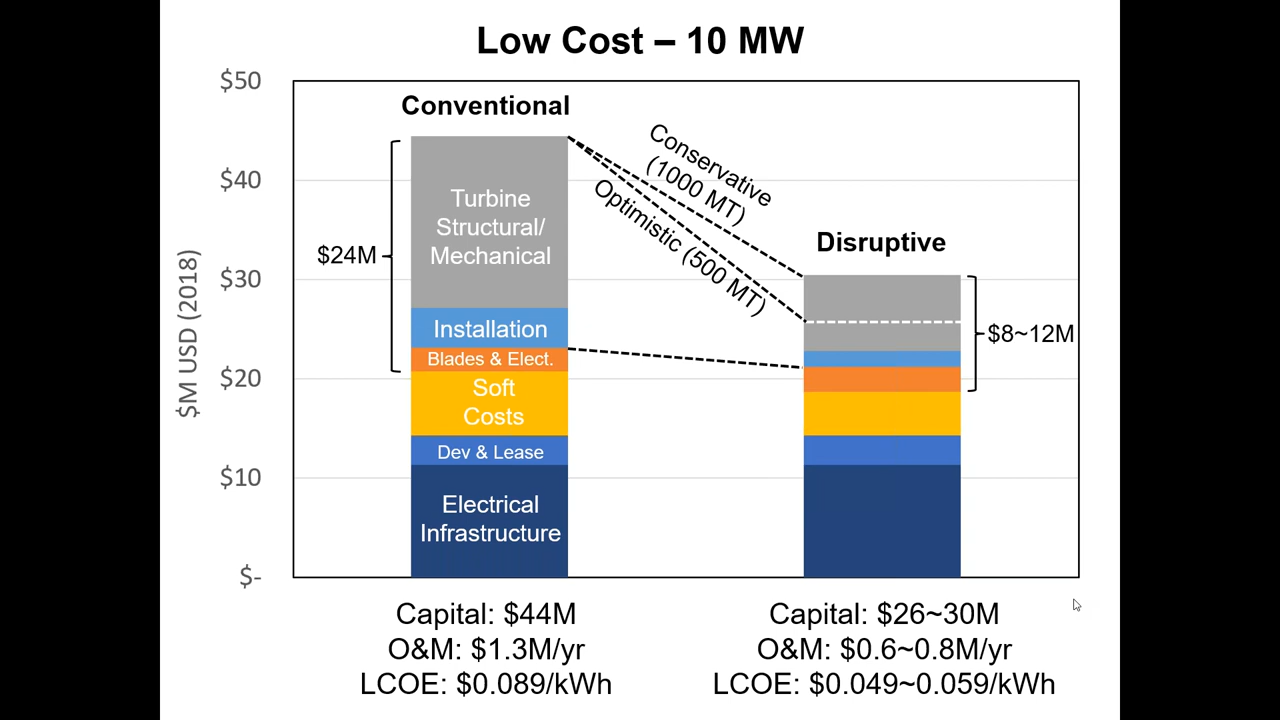 Low Cost – 10 MW
$50
$40
$30
$20
$10
$-
$M USD (2018)
Conventional
Turbine
Structural/
Mechanical
Installation
Blades & Elect.
Soft
Costs
Dev & Lease
Electrical
Infrastructure
$24M
Conservative
(1000 MT)
Optimistic (500 MT)
Disruptive
$8~12M
Capital: $44M
O&M: $1.3M/yr
LCOE: $0.089/kWh
Capital: $26~30M
O&M: $0.6~0.8M/yr
LCOE: $0.049~0.059/kWh